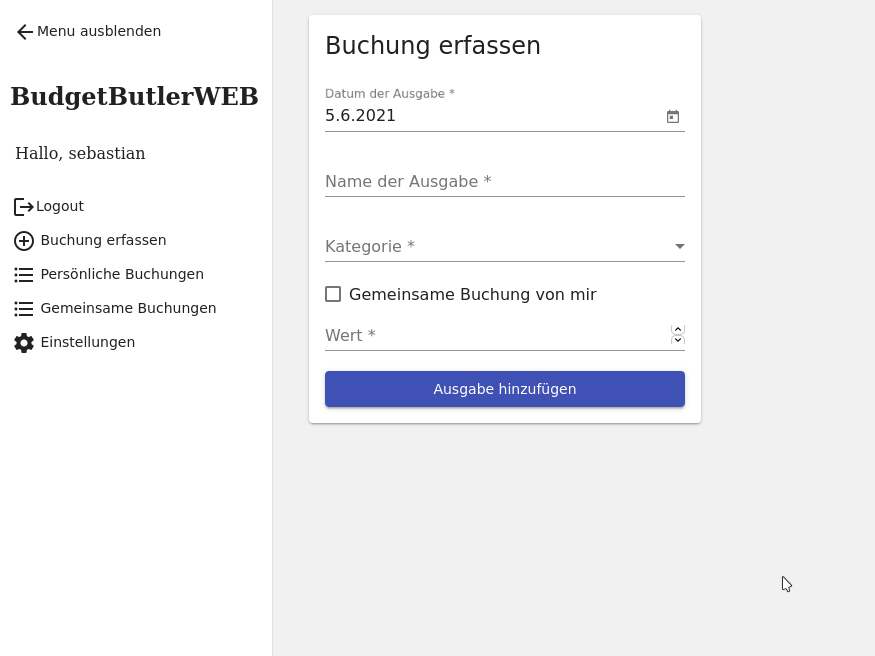 Menu ausblenden
BudgetButlerWEB
Hallo, sebastian
Logout
Buchung erfassen
Persönliche Buchungen
Gemeinsame Buchungen
Einstellungen
Buchung erfassen
Datum der Ausgabe *
5.6.2021
Name der Ausgabe *
Kategorie *
Gemeinsame Buchung von mir
Wert *
Ausgabe hinzufügen